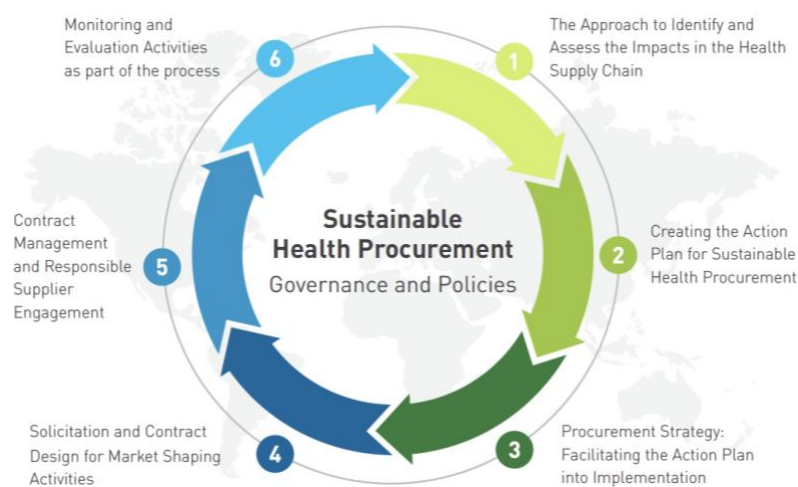 Sustainable
Health Procurement
Governance and Policies
1
The Approach to Identify and
Assess the Impacts in the Health
Supply Chain
2
Creating the Action
Plan for Sustainable
Health Procurement
3
Procurement Strategy:
Facilitating the Action Plan
into Implementation
4
Solicitation and Contract
Design for Market Shaping
Activities
5
Contract
Management
and Responsible
Supplier
Engagement
6
Monitoring and
Evaluation Activities
as part of the process